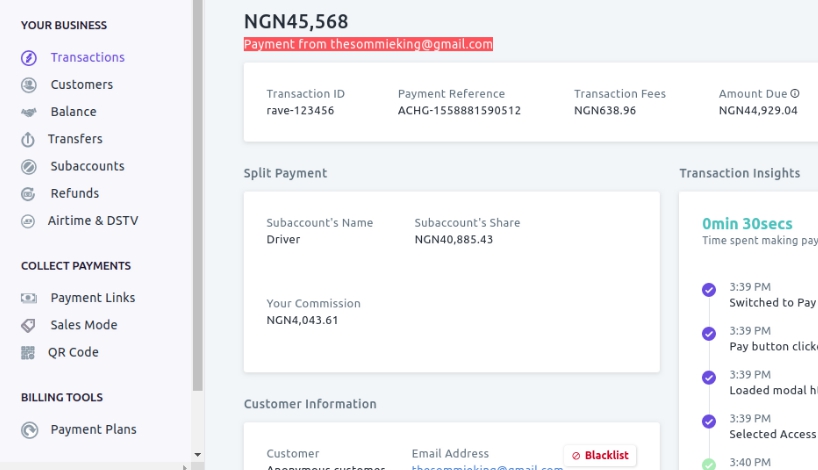 YOUR BUSINESS
Transactions
Customers
Balance
Transfers
Subaccounts
Refunds
Airtime & DSTV
COLLECT PAYMENTS
Payment Links
Sales Mode
QR Code
BILLING TOOLS
Payment Plans
NGN45,568
Payment from thesommieking@gmail.com
Transaction ID Payment Reference Transaction Fees Amount Due
rave-123456 ACHG-1558881590512 NGN638.96 NGN44,929.04
Split Payment
Subaccount's Name Subaccount's Share
Driver NGN40,885.43
Your Commission
NGN4,043.61
Transaction Insights
0min 30secs
Time spent making pay
3:39 PM
Switched to Pay
3:39 PM
Pay button clicke
3:39 PM
Loaded modal h
3:39 PM
Selected Access
3:40 PM
Customer Information
Customer Email Address Blacklist
Anonymous customer thesommieking@gmail.com